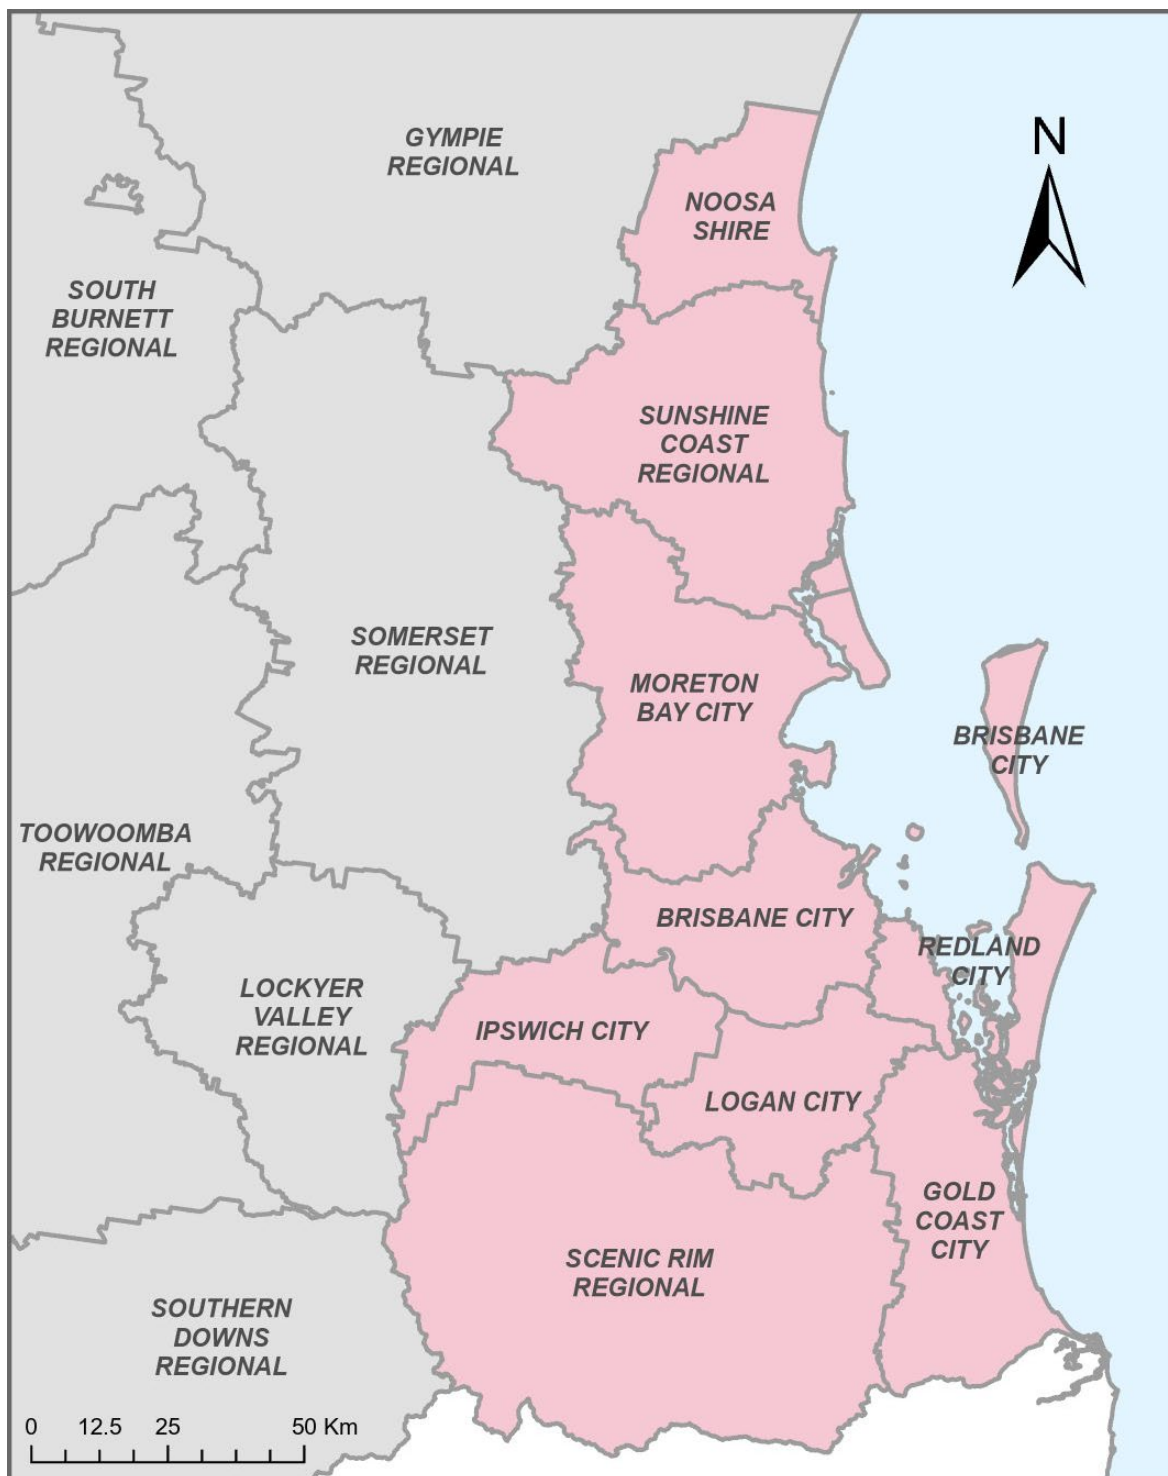 N
GYMPIE
REGIONAL
NOOSA
SHIRE
SOUTH
BURNETT
REGIONAL
SUNSHINE
COAST
REGIONAL
SOMERSET
REGIONAL
MORETON
BAY CITY
BRISBANE
CITY
TOOWOOMBA
REGIONAL
BRISBANE CITY
REDLAND
CITY
LOCKYER
VALLEY
REGIONAL
IPSWICH CITY
LOGAN CITY
GOLD
COAST
CITY
SCENIC RIM
REGIONAL
SOUTHERN
DOWNS
REGIONAL
0 12.5 25 50 Km